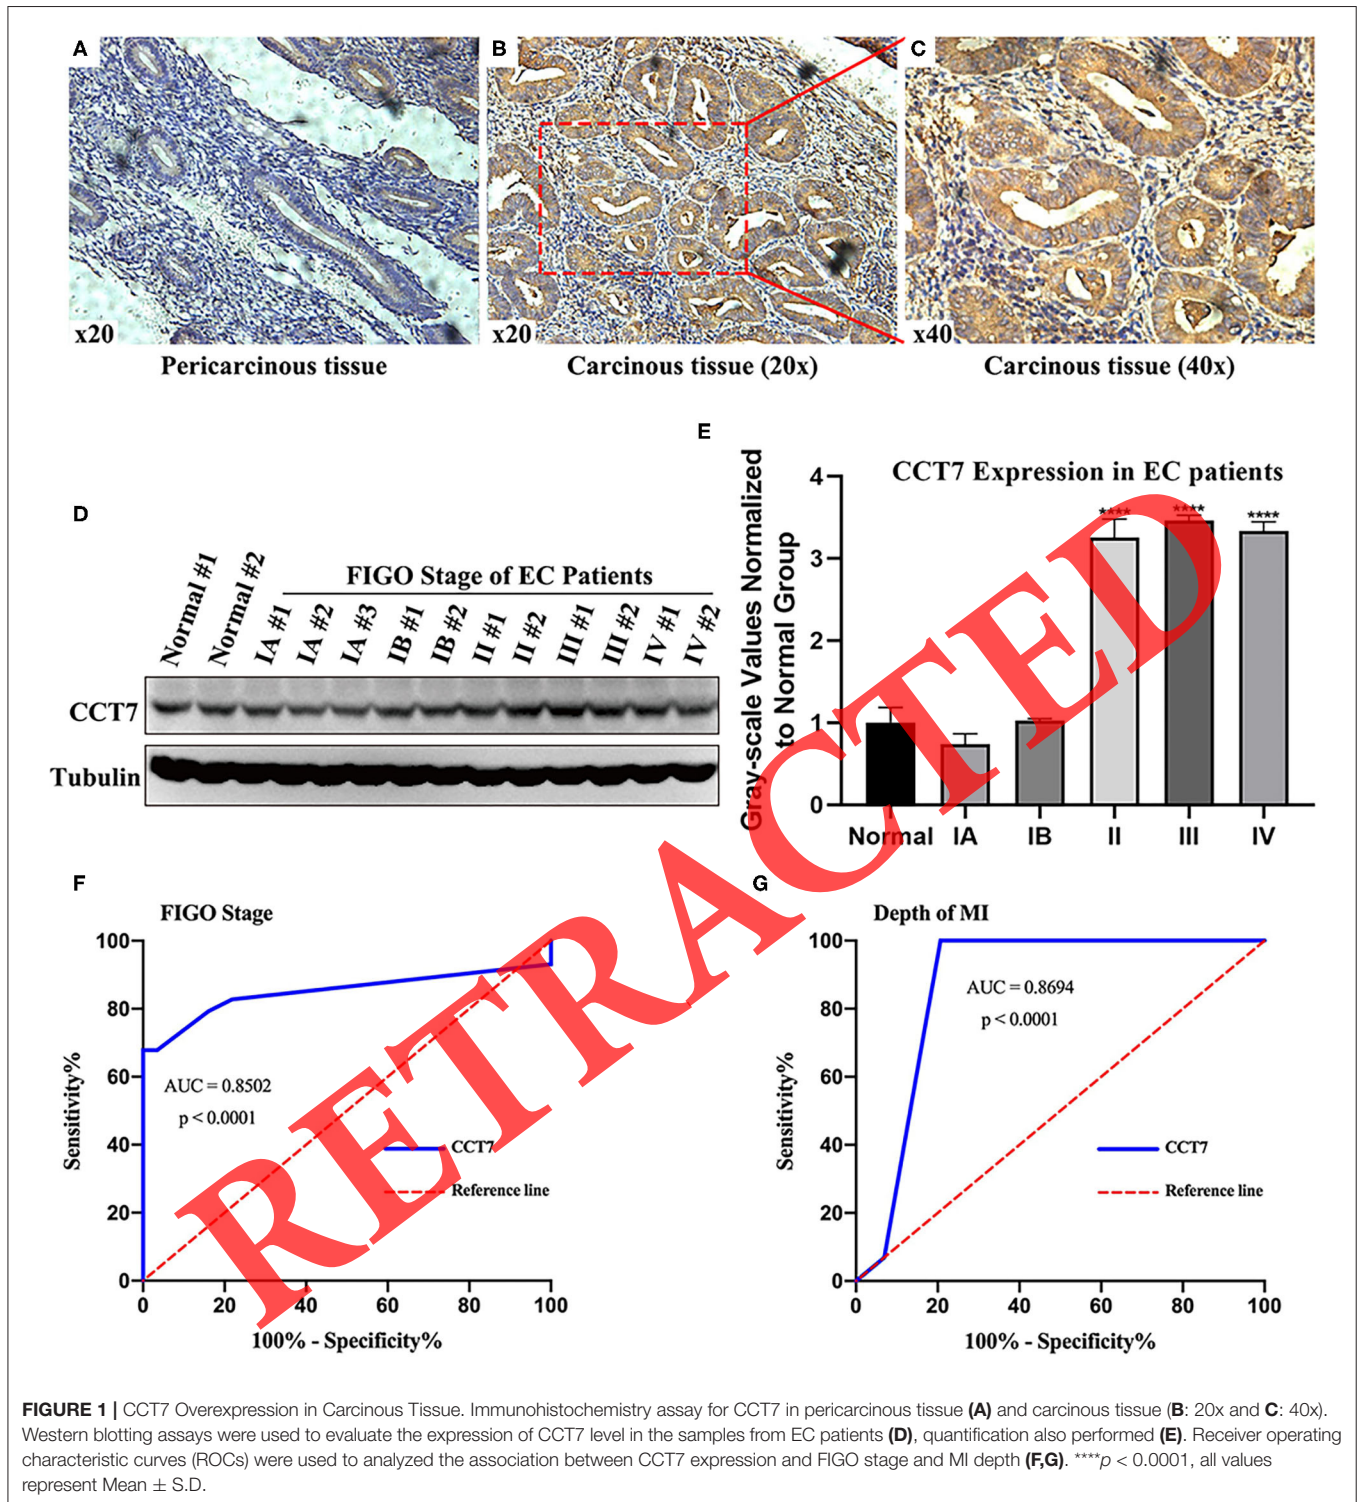 A
B
C
x20
x20
x40
Pericarcinous tissue
Carcinous tissue (20x)
Carcinous tissue (40x)
D
Normal #1
Normal #2
FIGO Stage of EC Patients
IA #1
IA #2
IA #3
IB #1
IB #2
II #1
II #2
III #1
III #2
IV #1
IV #2
CCT7
Tubulin
E
CCT7 Expression in EC patients
Gray-scale Values Normalized
to Normal Group
4
3
2
1
0
****
****
****
Normal
IA
IB
II
III
IV
F
FIGO Stage
Sensitivity%
100
80
60
40
20
0
AUC = 0.8502
p < 0.0001
CCT7
Reference line
0
20
40
60
80
100
100% - Specificity%
G
Depth of MI
Sensitivity%
100
80
60
40
20
0
AUC = 0.8694
p < 0.0001
CCT7
Reference line
0
20
40
60
80
100
100% - Specificity%
RETRACTED
FIGURE 1 | CCT7 Overexpression in Carcinous Tissue. Immunohistochemistry assay for CCT7 in pericarcinous tissue (A) and carcinous tissue (B: 20x and C: 40x).
Western blotting assays were used to evaluate the expression of CCT7 level in the samples from EC patients (D), quantification also performed (E). Receiver operating
characteristic curves (ROCs) were used to analyzed the association between CCT7 expression and FIGO stage and MI depth (F,G). ****p < 0.0001, all values
represent Mean ± S.D.